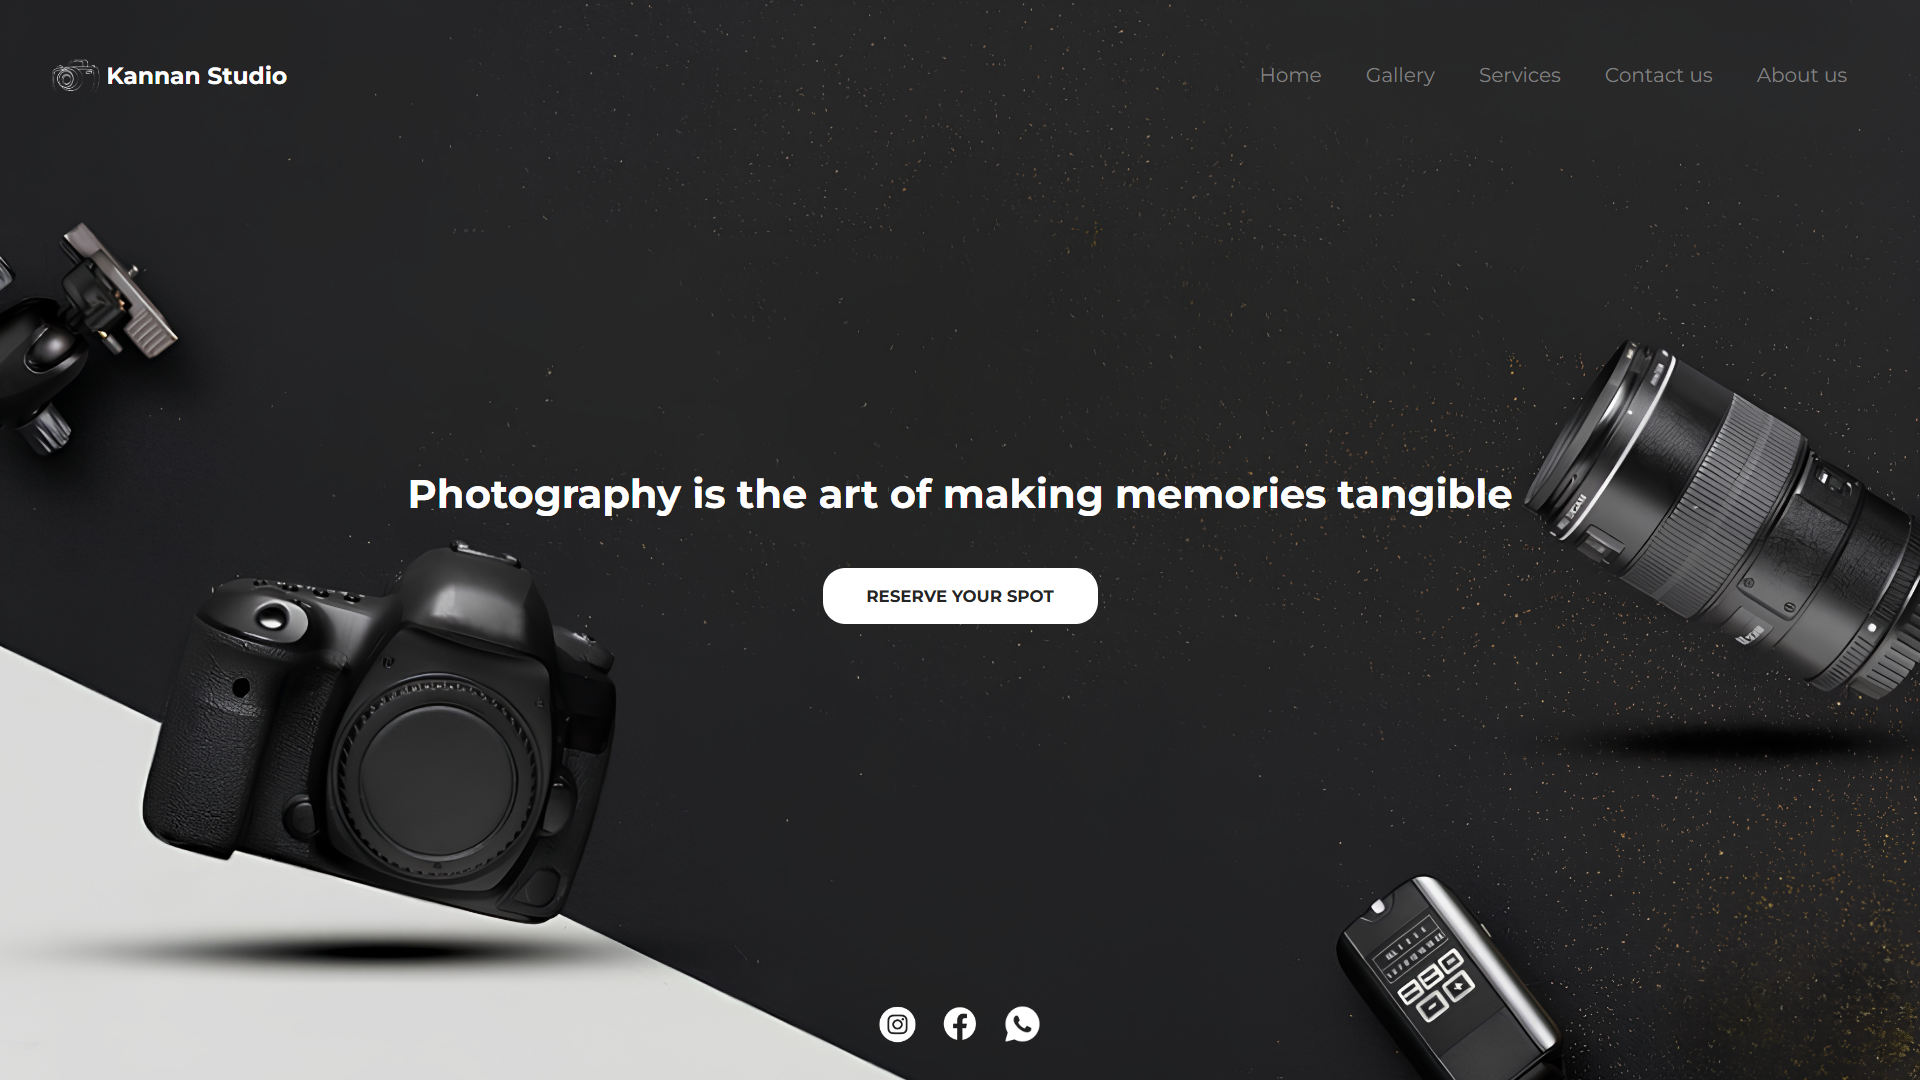 Kannan Studio
Home
Gallery
Services
Contact us
About us
Photography is the art of making memories tangible
RESERVE YOUR SPOT